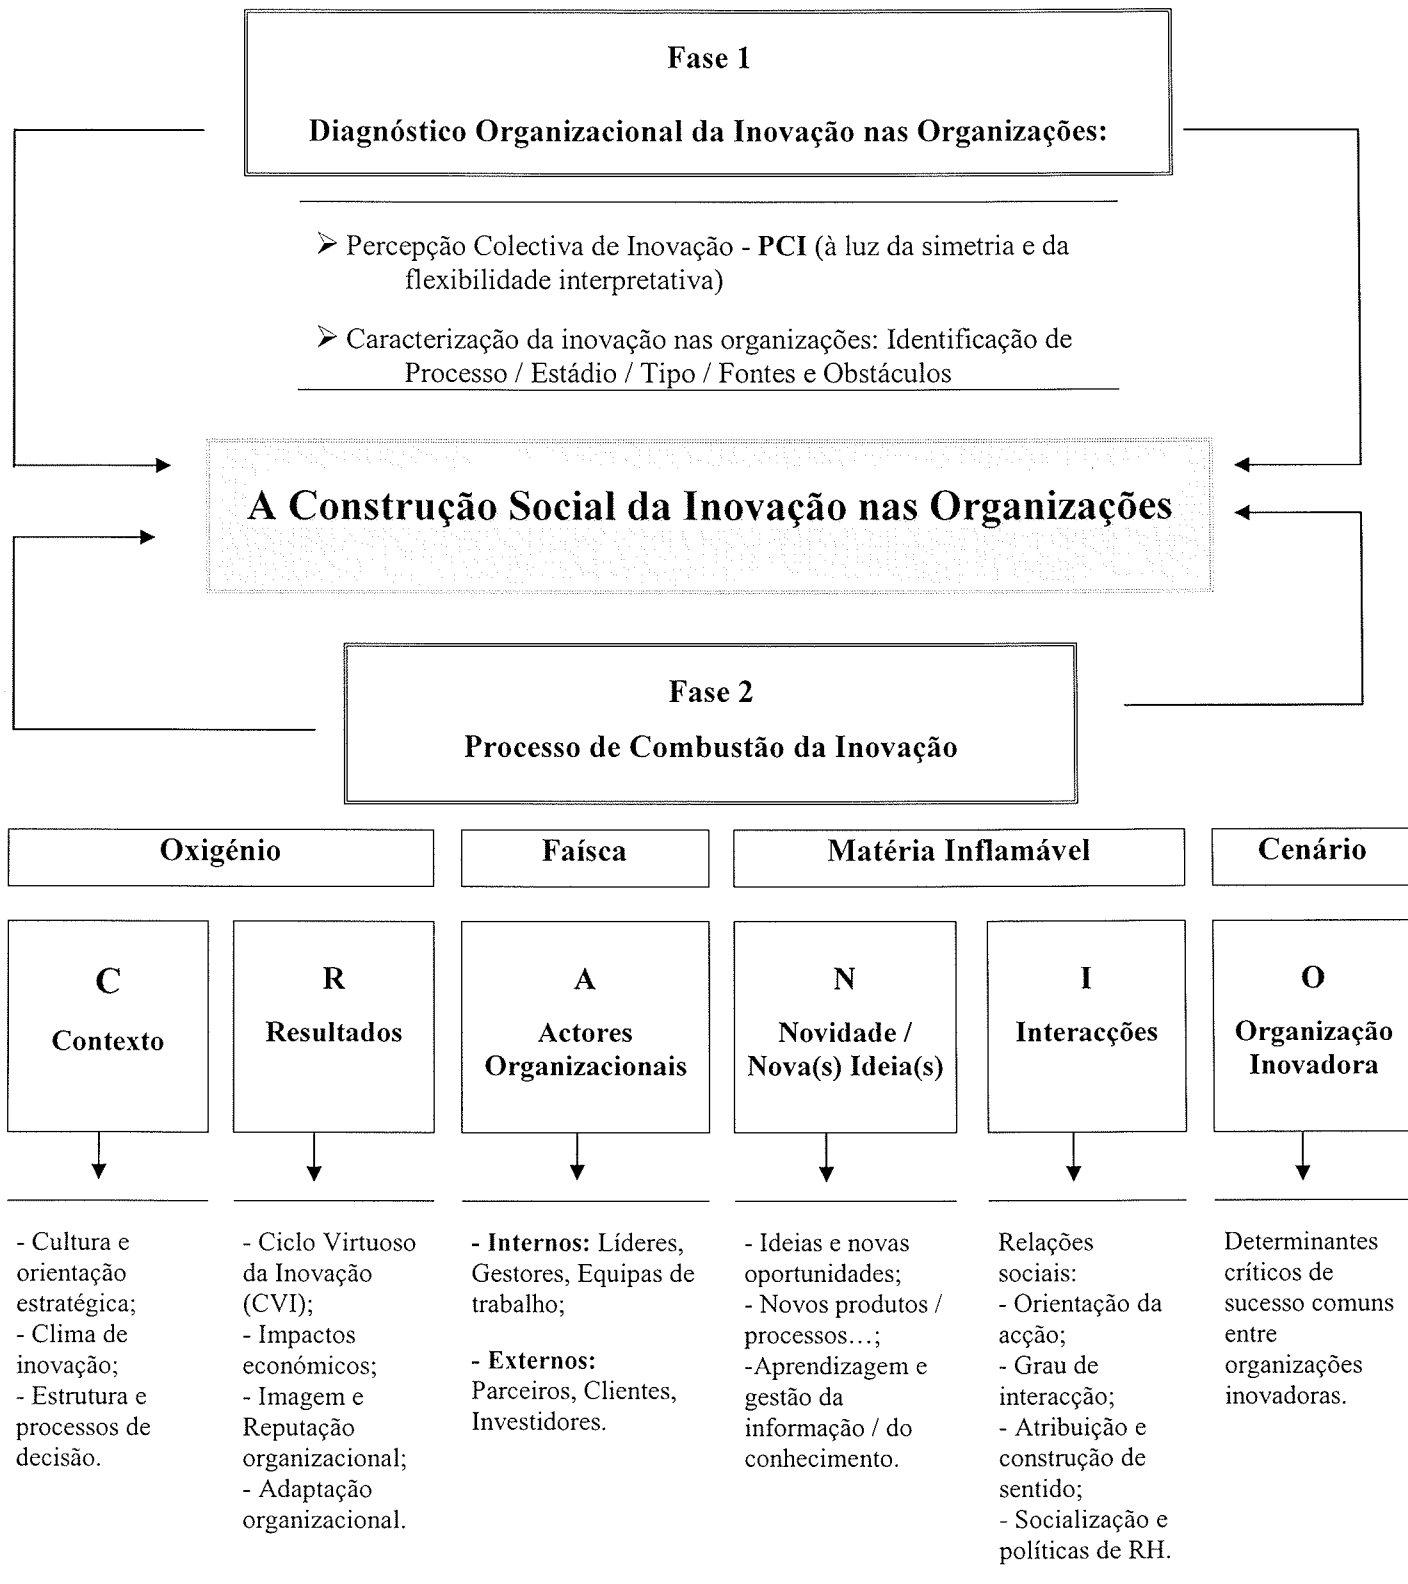 Fase 1
Diagnóstico Organizacional da Inovação nas Organizações:
➢ Percepção Colectiva de Inovação - PCI (à luz da simetria e da
flexibilidade interpretativa)
➢ Caracterização da inovação nas organizações: Identificação de
Processo / Estádio / Tipo / Fontes e Obstáculos
A Construção Social da Inovação nas Organizações
Fase 2
Processo de Combustão da Inovação
Oxigénio
Faísca
Matéria Inflamável
Cenário
C
Contexto
R
Resultados
A
Actores
Organizacionais
N
Novidade /
Nova(s) Ideia(s)
I
Interacções
O
Organização
Inovadora
- Cultura e
orientação
estratégica;
- Clima de
inovação;
- Estrutura e
processos de
decisão.
- Ciclo Virtuoso
da Inovação
(CVI);
- Impactos
económicos;
- Imagem e
Reputação
organizacional;
- Adaptação
organizacional.
- Internos: Líderes,
Gestores, Equipas de
trabalho;
- Externos:
Parceiros, Clientes,
Investidores.
- Ideias e novas
oportunidades;
- Novos produtos /
processos…;
-Aprendizagem e
gestão da
informação / do
conhecimento.
Relações
sociais:
- Orientação da
acção;
- Grau de
interacção;
- Atribuição e
construção de
sentido;
- Socialização e
políticas de RH.
Determinantes
críticos de
sucesso comuns
entre
organizações
inovadoras.